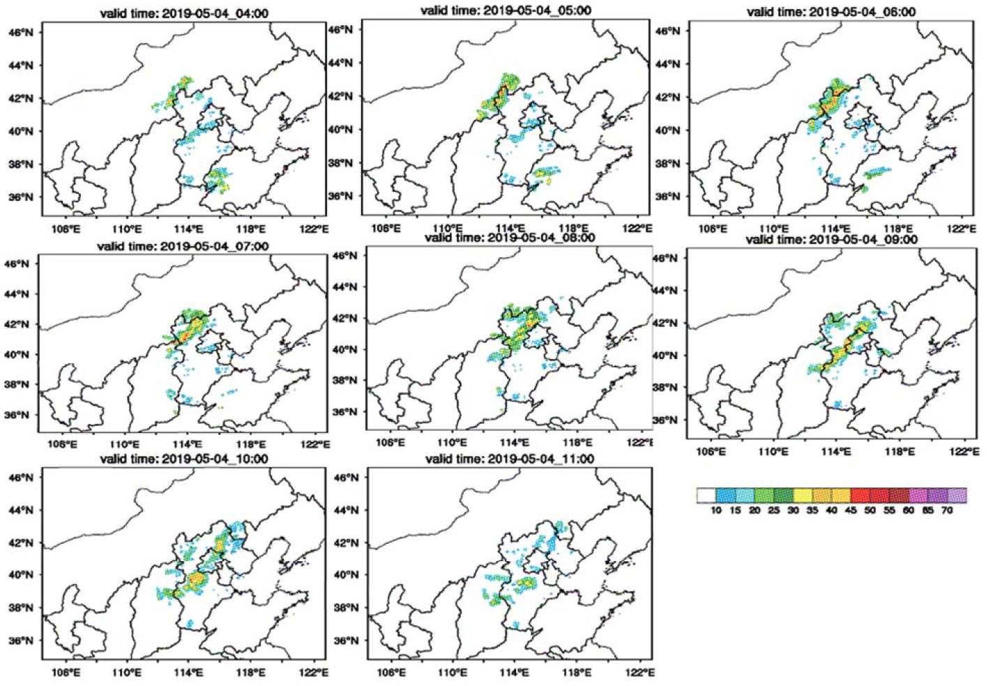 valid time: 2019-05-04_04:00
46°N
44°N
42°N
40°N
38°N
36°N
106°E 110°E 114°E 118°E 122°E
valid time: 2019-05-04_05:00
46°N
44°N
42°N
40°N
38°N
36°N
106°E 110°E 114°E 118°E 122°E
valid time: 2019-05-04_06:00
46°N
44°N
42°N
40°N
38°N
36°N
106°E 110°E 114°E 118°E 122°E
valid time: 2019-05-04_07:00
46°N
44°N
42°N
40°N
38°N
36°N
106°E 110°E 114°E 118°E 122°E
valid time: 2019-05-04_08:00
46°N
44°N
42°N
40°N
38°N
36°N
106°E 110°E 114°E 118°E 122°E
valid time: 2019-05-04_09:00
46°N
44°N
42°N
40°N
38°N
36°N
106°E 110°E 114°E 118°E 122°E
valid time: 2019-05-04_10:00
46°N
44°N
42°N
40°N
38°N
36°N
106°E 110°E 114°E 118°E 122°E
valid time: 2019-05-04_11:00
46°N
44°N
42°N
40°N
38°N
36°N
106°E 110°E 114°E 118°E 122°E
10 15 20 25 30 35 40 45 50 55 60 65 70